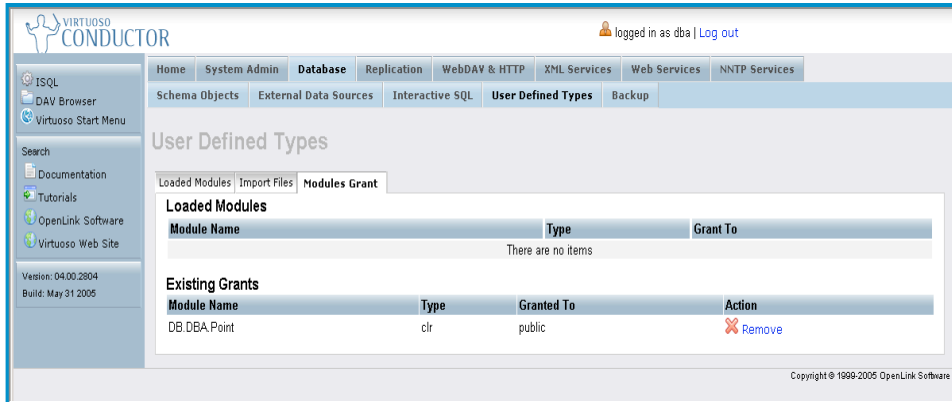 VIRTUOSO
CONDUCTOR
logged in as dba | Log out
ISQL
DAV Browser
Virtuoso Start Menu
Search
Documentation
Tutorials
OpenLink Software
Virtuoso Web Site
Version: 04.00.2804
Build: May 31 2005
Home System Admin Database Replication WebDAV & HTTP XML Services Web Services NNTP Services
Schema Objects External Data Sources Interactive SQL User Defined Types Backup
User Defined Types
Loaded Modules Import Files Modules Grant
Loaded Modules
Module Name Type Grant To
There are no items
Existing Grants
Module Name Type Granted To Action
DB.DBA.Point clr public Remove
Copyright © 1999-2005 OpenLink Software